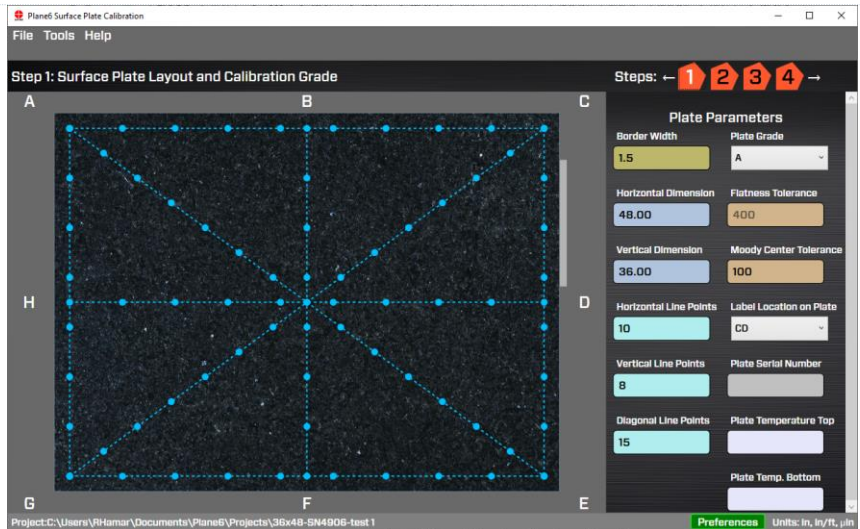 Plane6 Surface Plate Calibration
File Tools Help
Step 1: Surface Plate Layout and Calibration Grade
Steps: ← 1 2 3 4 →
A B C
Plate Parameters
Border Width Plate Grade
1.5 A
Horizontal Dimension Flatness Tolerance
48.00 400
Vertical Dimension Moody Center Tolerance
36.00 100
H D
Horizontal Line Points Label Location on Plate
10 CD
Vertical Line Points Plate Serial Number
8
Diagonal Line Points Plate Temperature Top
15
Plate Temp. Bottom
G F E
Project:C:\Users\RHamar\Documents\Plane6\Projects\36x48-SN4906-test 1
Preferences Units: in, in/ft, µin